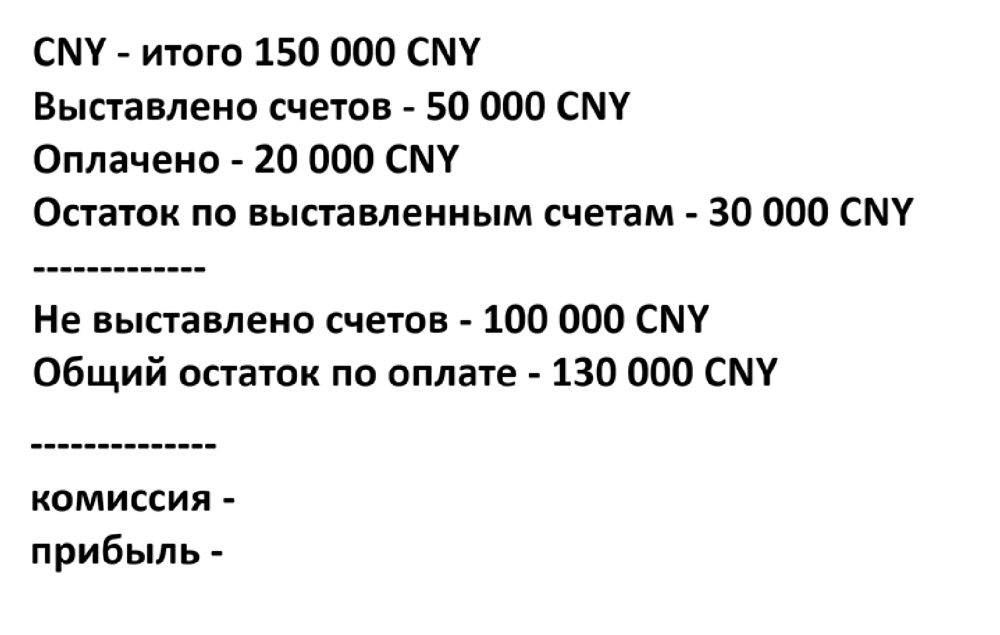 CNY - итого 150 000 CNY
Выставлено счетов - 50 000 CNY
Оплачено - 20 000 CNY
Остаток по выставленным счетам - 30 000 CNY
-------------
Не выставлено счетов - 100 000 CNY
Общий остаток по оплате - 130 000 CNY
--------------
комиссия -
прибыль -